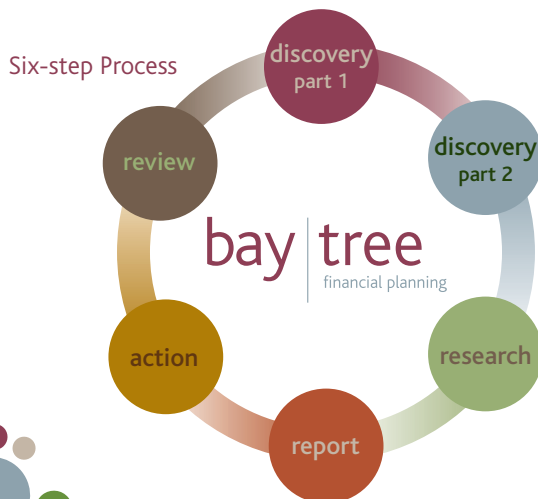 Six-step Process
discovery
part 1
discovery
part 2
research
report
action
review
bay tree
financial planning